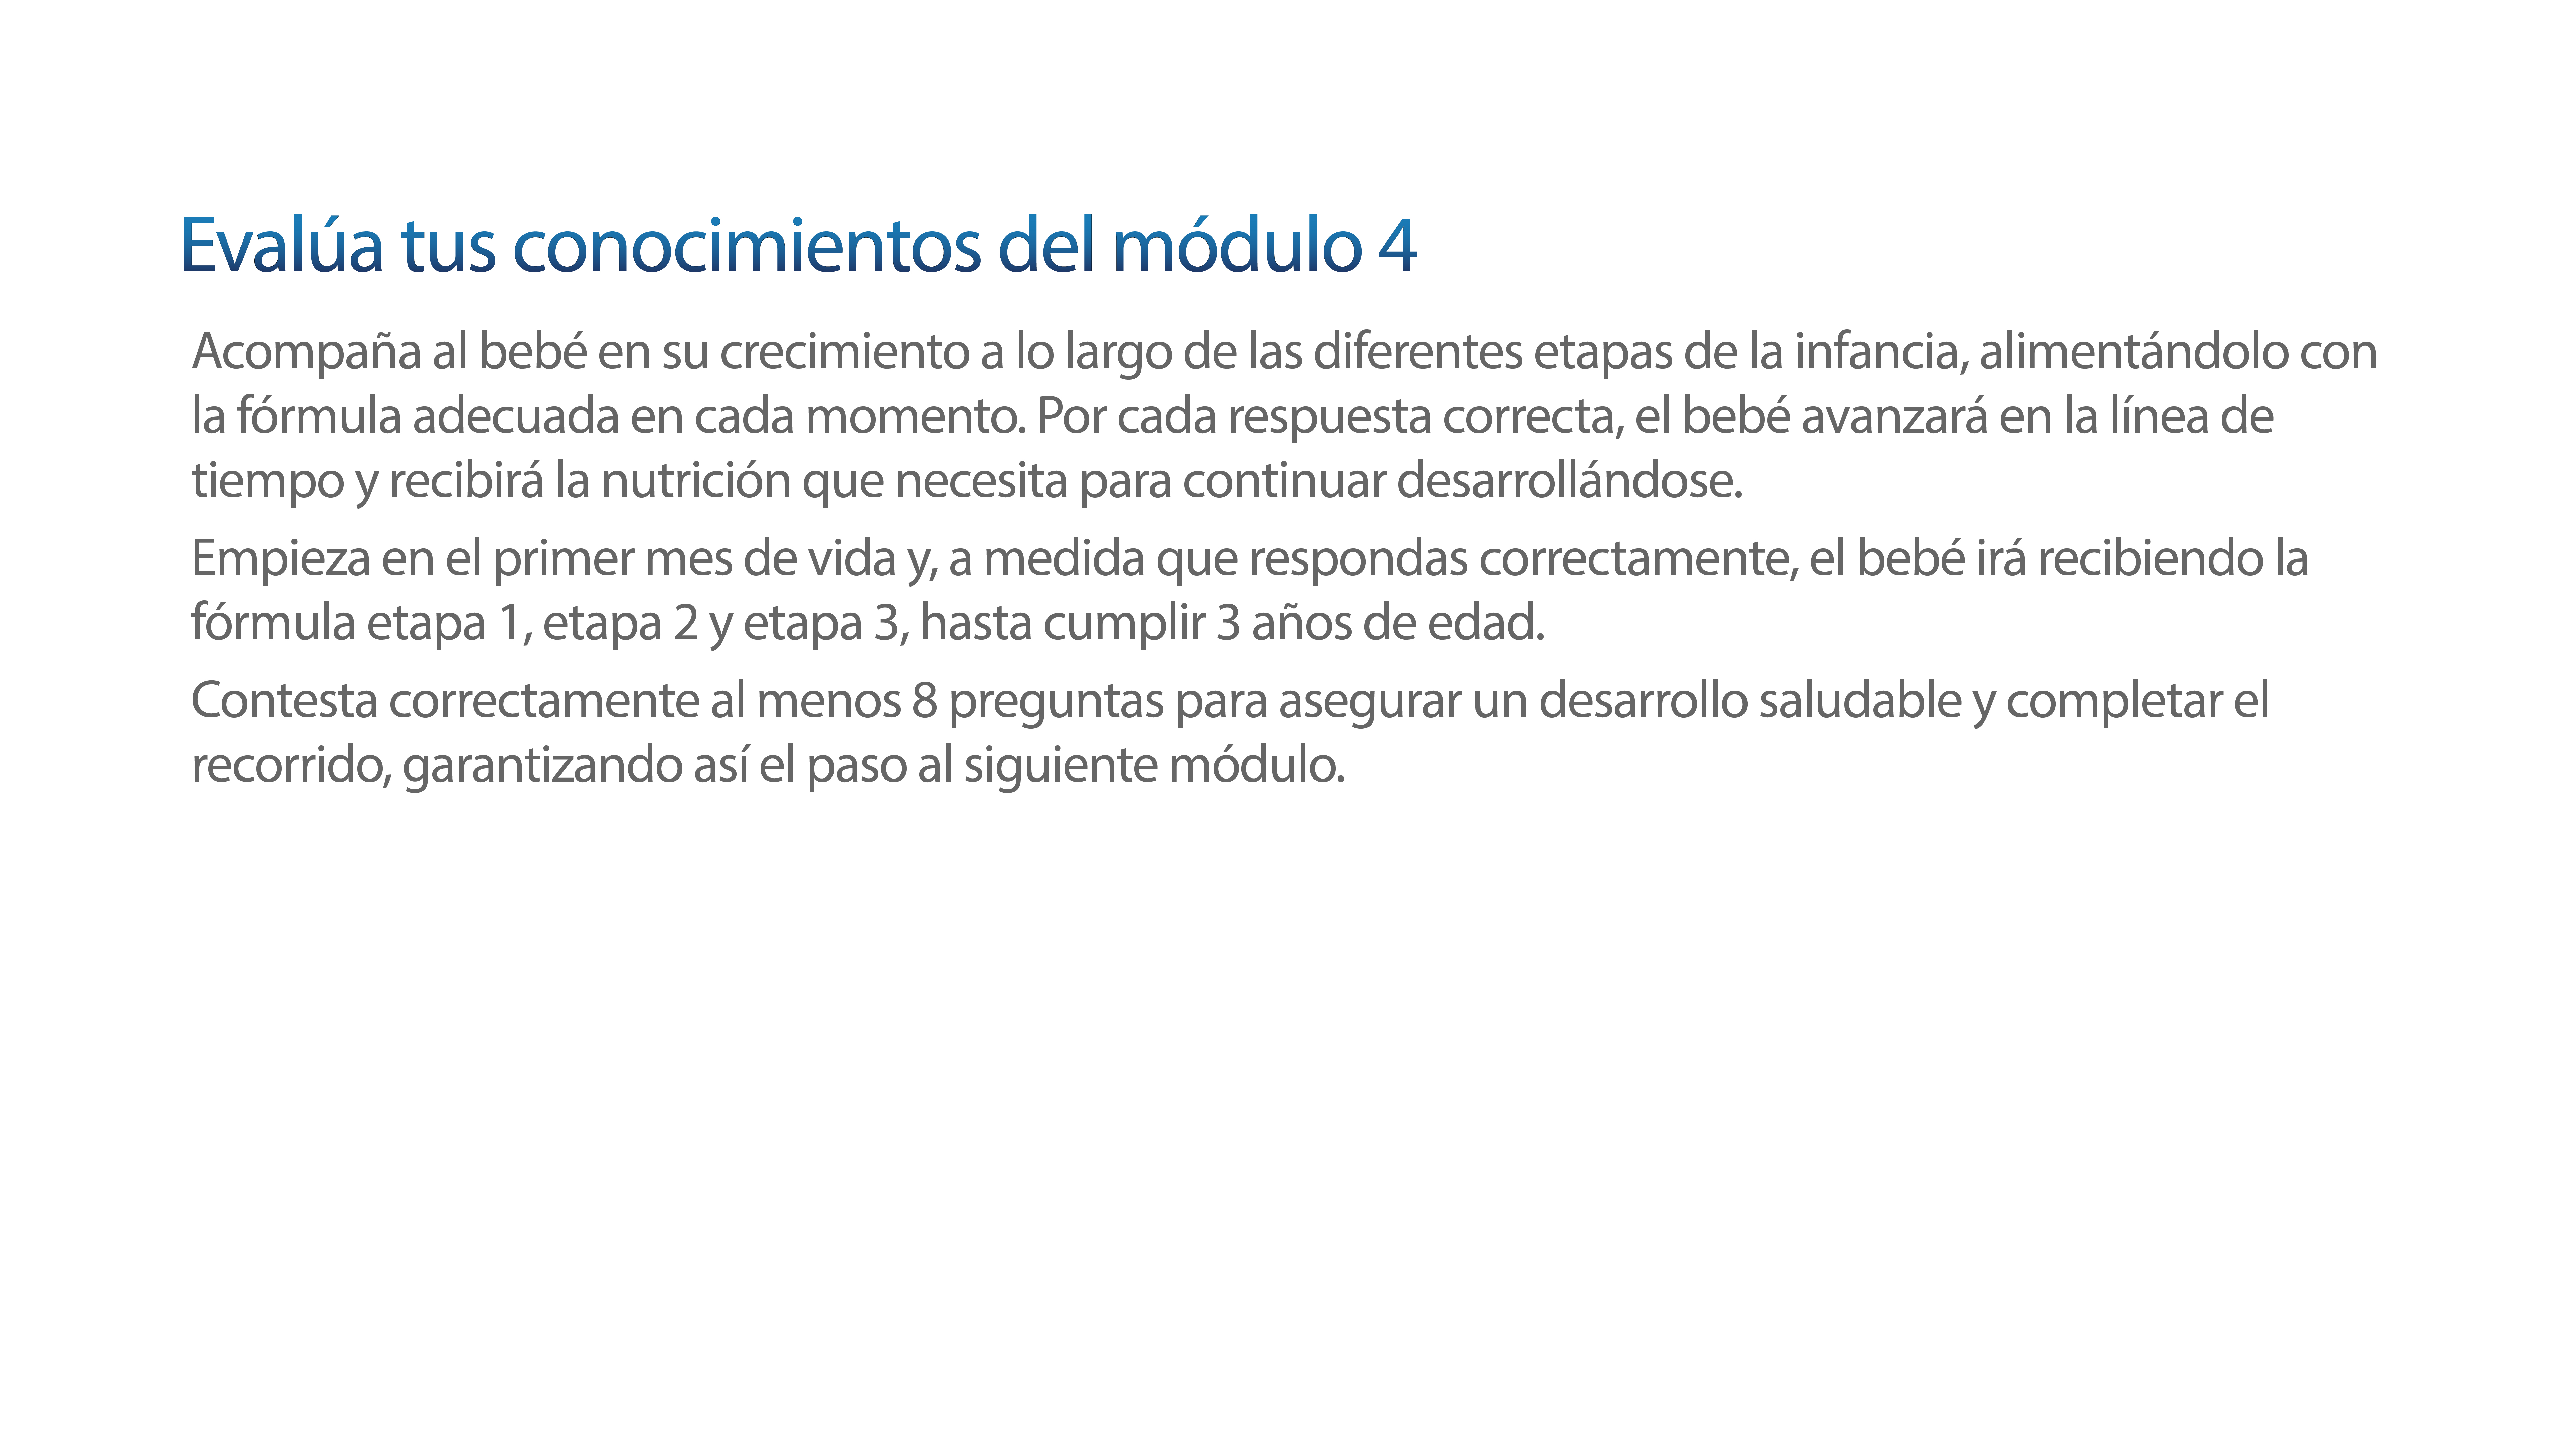 Evalúa tus conocimientos del módulo 4
Acompaña al bebé en su crecimiento a lo largo de las diferentes etapas de la infancia, alimentándolo con
la fórmula adecuada en cada momento. Por cada respuesta correcta, el bebé avanzará en la línea de
tiempo y recibirá la nutrición que necesita para continuar desarrollándose.
Empieza en el primer mes de vida y, a medida que respondas correctamente, el bebé irá recibiendo la
fórmula etapa 1, etapa 2 y etapa 3, hasta cumplir 3 años de edad.
Contesta correctamente al menos 8 preguntas para asegurar un desarrollo saludable y completar el
recorrido, garantizando así el paso al siguiente módulo.